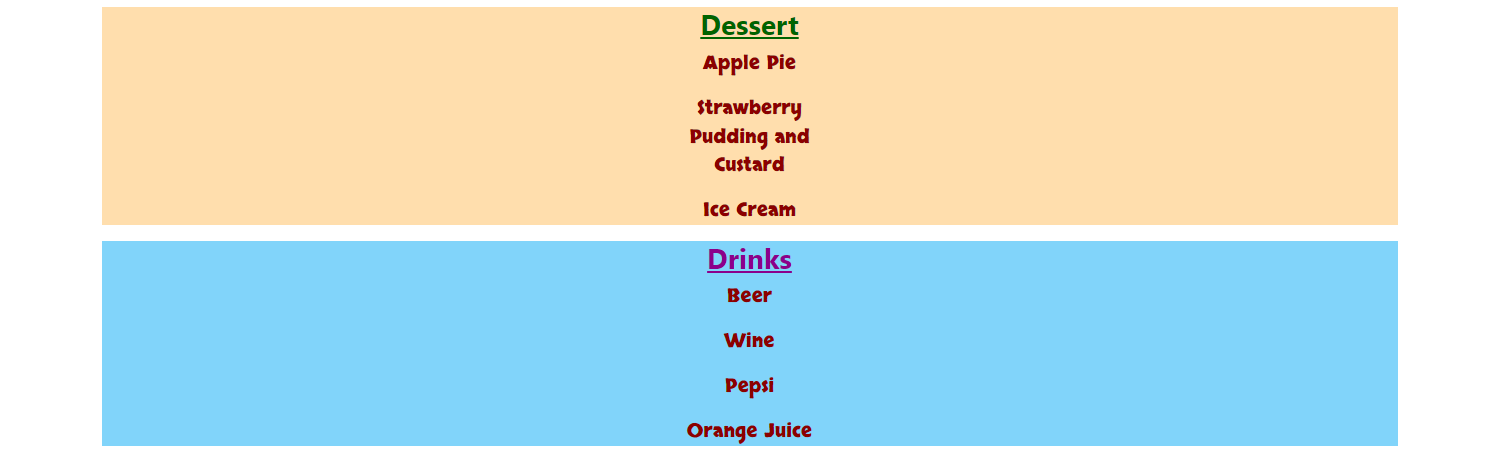 Dessert
Apple Pie
Strawberry
Pudding and
Custard
Ice Cream
Drinks
Beer
Wine
Pepsi
Orange Juice